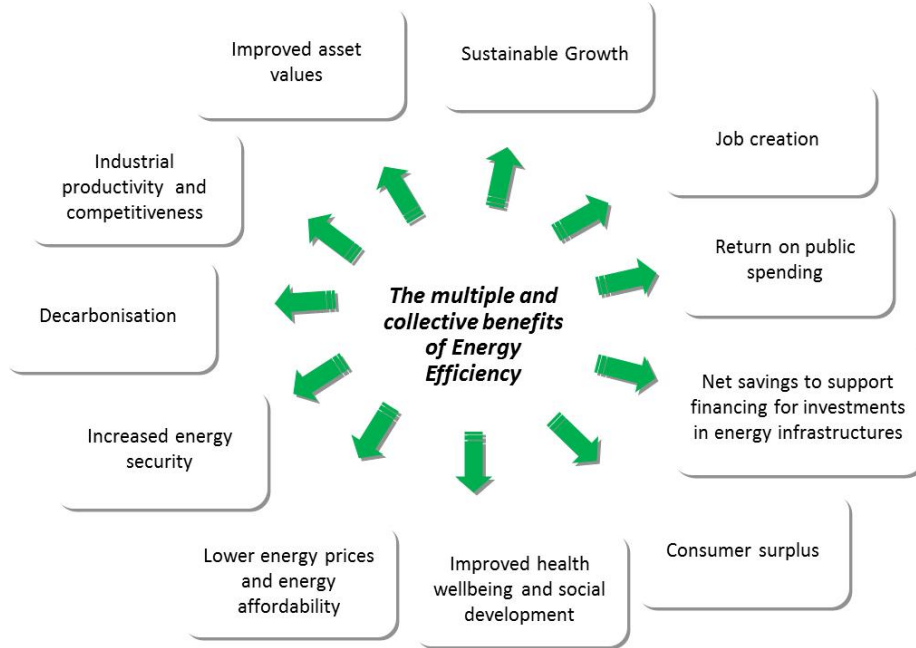 Improved asset
values
Sustainable Growth
Job creation
Industrial
productivity and
competitiveness
Return on public
spending
The multiple and
collective benefits
of Energy
Efficiency
Decarbonisation
Net savings to support
financing for investments
in energy infrastructures
Increased energy
security
Consumer surplus
Lower energy prices
and energy
affordability
Improved health
wellbeing and social
development